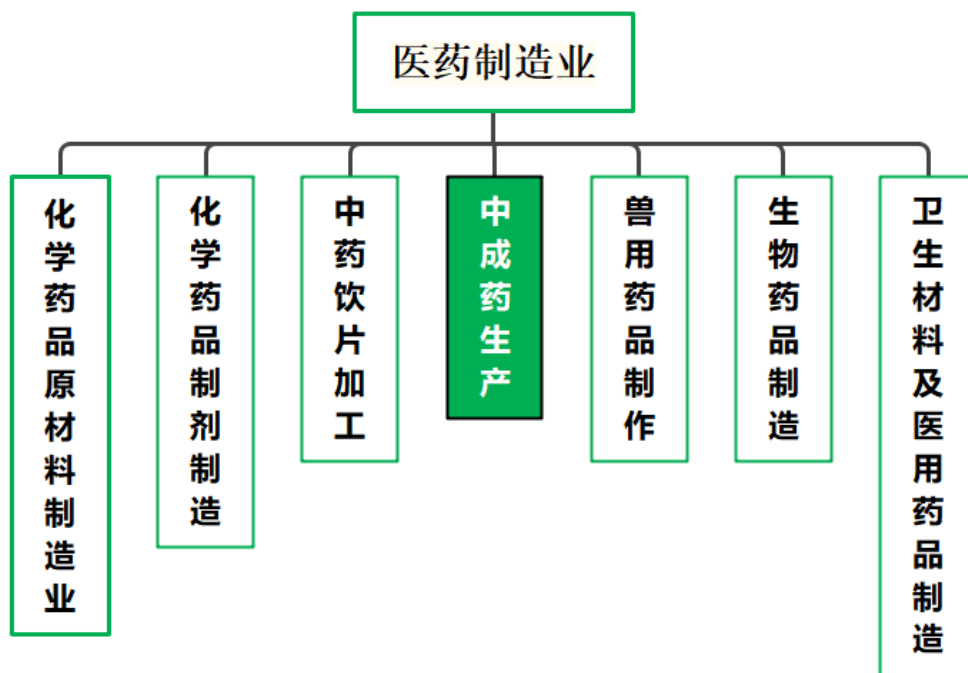 医药制造业
化学药品原材料制造业
化学药品制剂制造
中药饮片加工
中成药生产
兽用药品制作
生物药品制造
卫生材料及医用药品制造